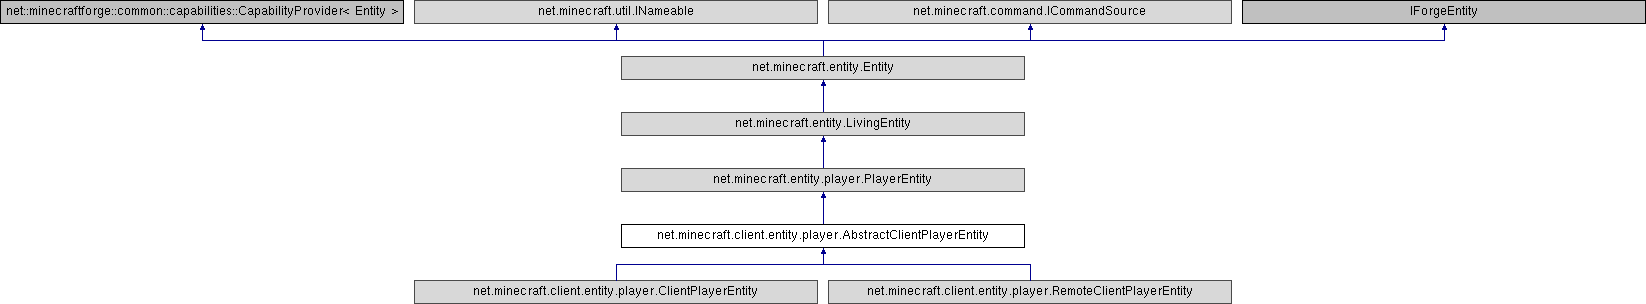 net::minecraftforge::common::capabilities::CapabilityProvider< Entity >
net.minecraft.util.INameable
net.minecraft.command.ICommandSource
IForgeEntity
net.minecraft.entity.Entity
net.minecraft.entity.LivingEntity
net.minecraft.entity.player.PlayerEntity
net.minecraft.client.entity.player.AbstractClientPlayerEntity
net.minecraft.client.entity.player.ClientPlayerEntity
net.minecraft.client.entity.player.RemoteClientPlayerEntity